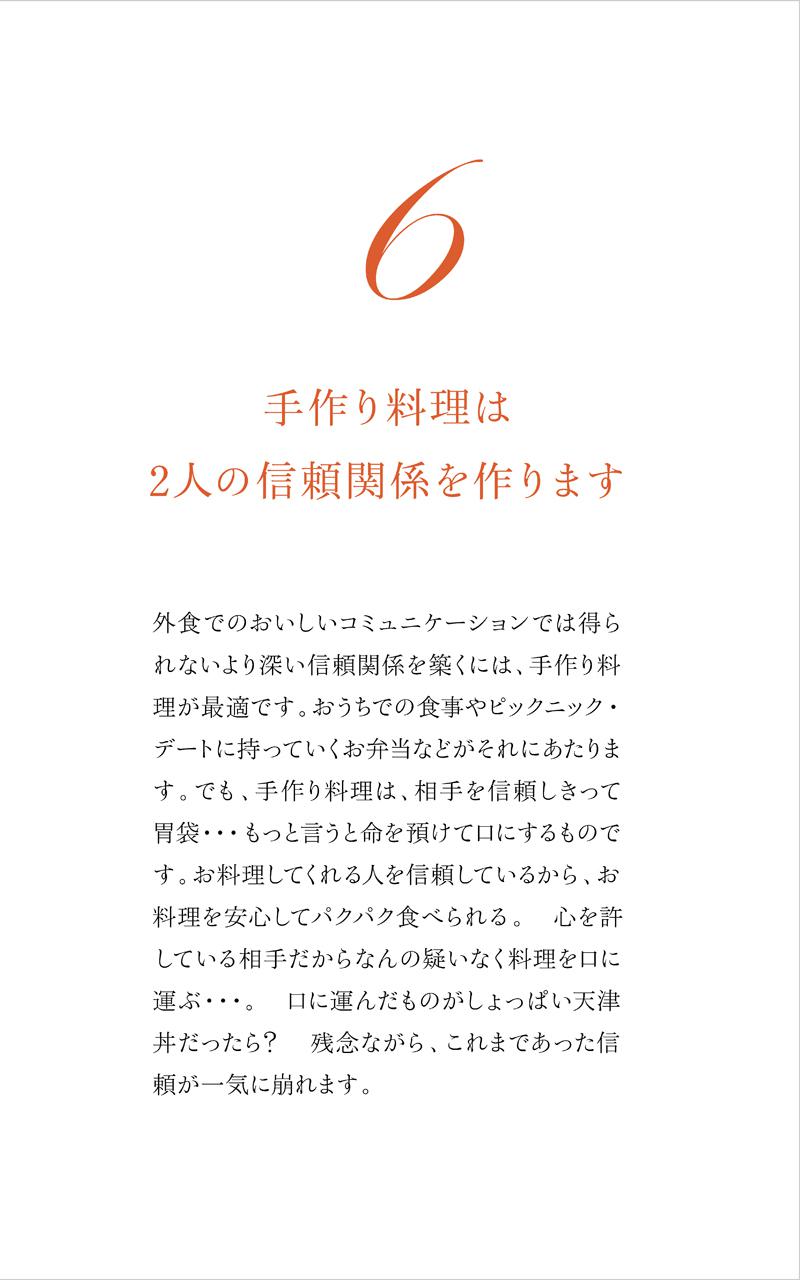 6
手作り料理は
2人の信頼関係を作ります
外食でのおいしいコミュニケーションでは得ら
れないより深い信頼関係を築くには、手作り料
理が最適です。おうちでの食事やピックニック・
デートに持っていくお弁当などがそれにあたりま
す。でも、手作り料理は、相手を信頼しきって
胃袋・・・もっと言うと命を預けて口にするもので
す。お料理してくれる人を信頼しているから、お
料理を安心してパクパク食べられる。　心を許
している相手だからなんの疑いなく料理を口に
運ぶ・・・。　口に運んだものがしょっぱい天津
丼だったら？　残念ながら、これまであった信
頼が一気に崩れます。